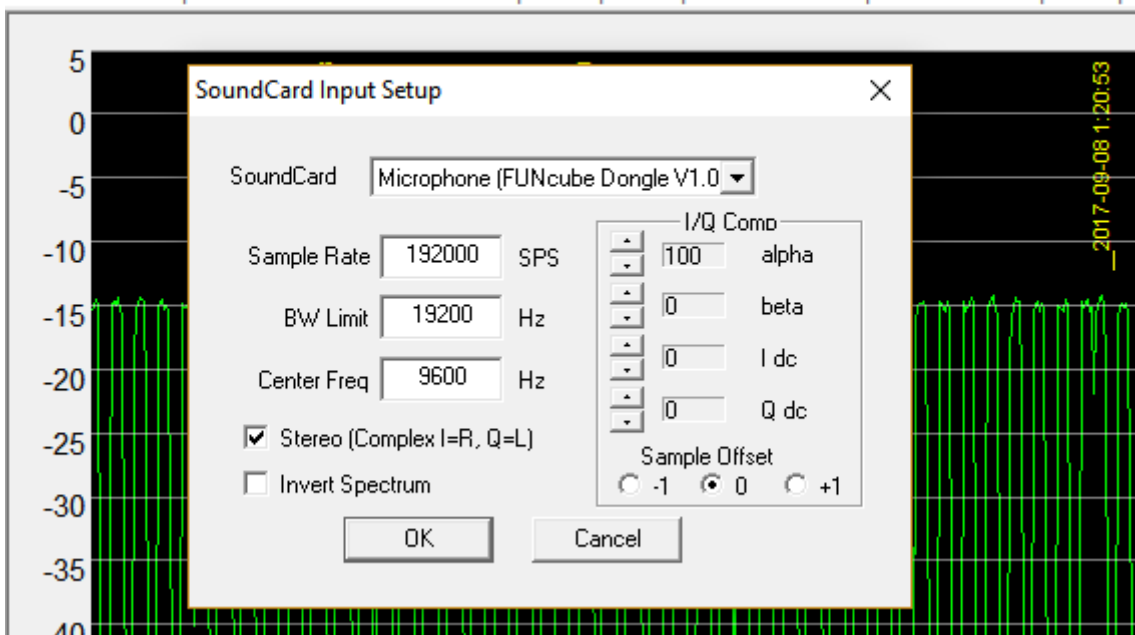 5
0
-5
-10
-15
-20
-25
-30
-35
40
_2017-09-08 1:20:53
SoundCard Input Setup
SoundCard Microphone (FUNcube Dongle V1.0
Sample Rate 192000 SPS
BW Limit 19200 Hz
Center Freq 9600 Hz
Stereo (Complex I=R, Q=L)
Invert Spectrum
I/Q Comp
100 alpha
0 beta
0 I dc
0 Q dc
Sample Offset
-1 0 +1
OK Cancel